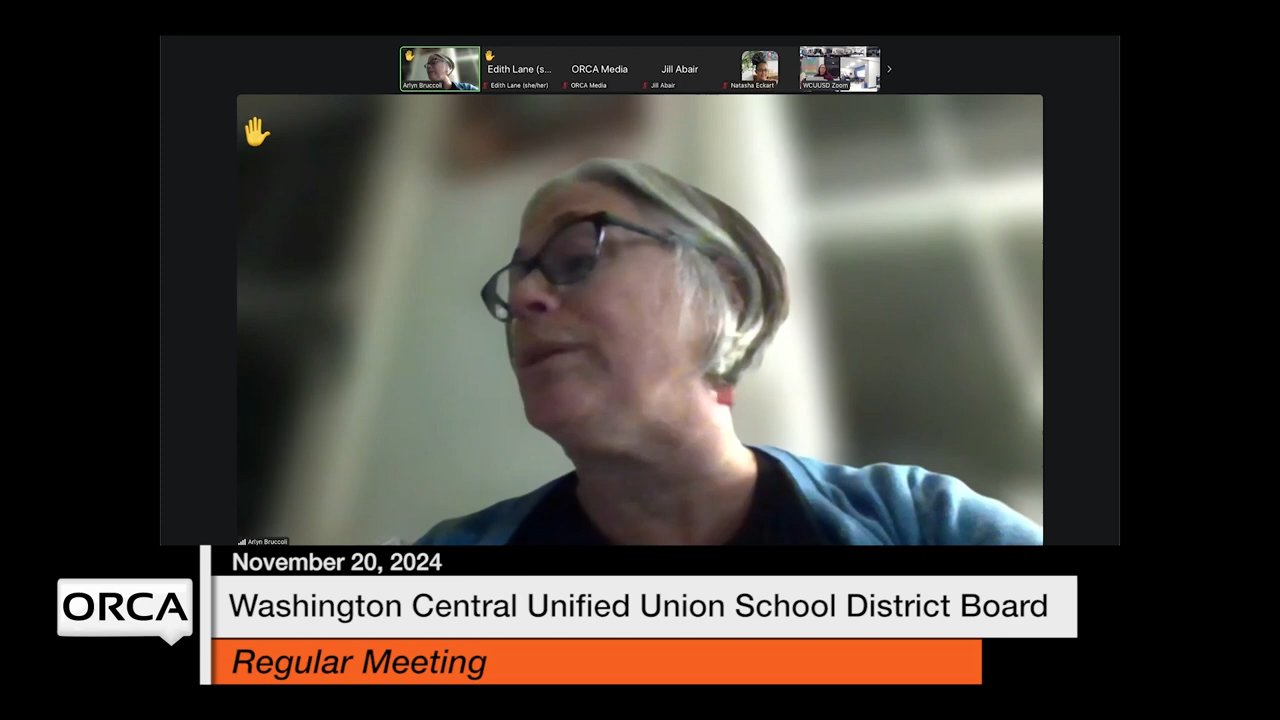 Edith Lane (s...
ORCA Media
Jill Abair
Arlyn Bruccoli
Edith Lane (she/her)
ORCA Media
Jill Abair
Natasha Eckart
WCUUSD Zoom
Arlyn Bruccoli
November 20, 2024
ORCA
Washington Central Unified Union School District Board
Regular Meeting